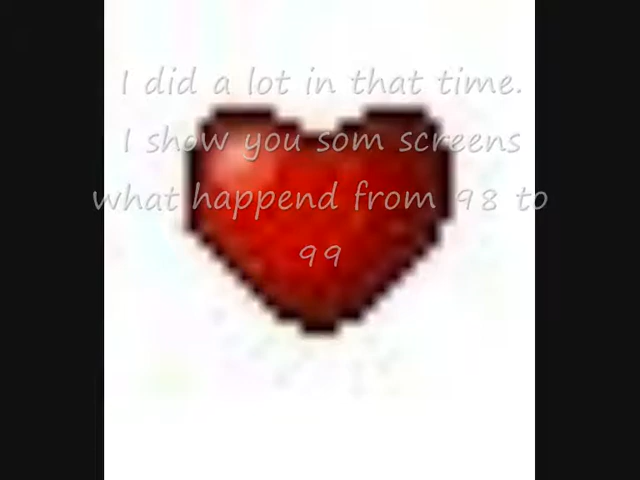 I did a lot in that time.
I show you som screens
what happend from 98 to
99